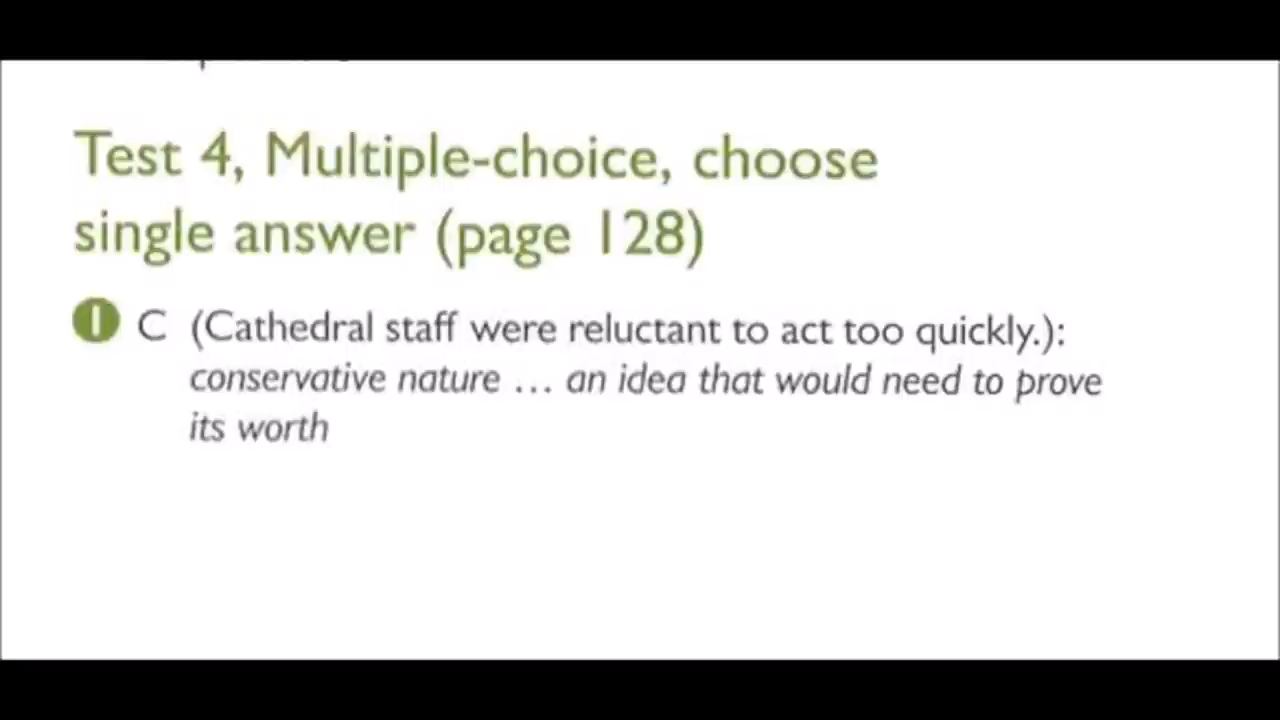 Test 4, Multiple-choice, choose
single answer (page 128)
1 C (Cathedral staff were reluctant to act too quickly.):
conservative nature … an idea that would need to prove
its worth